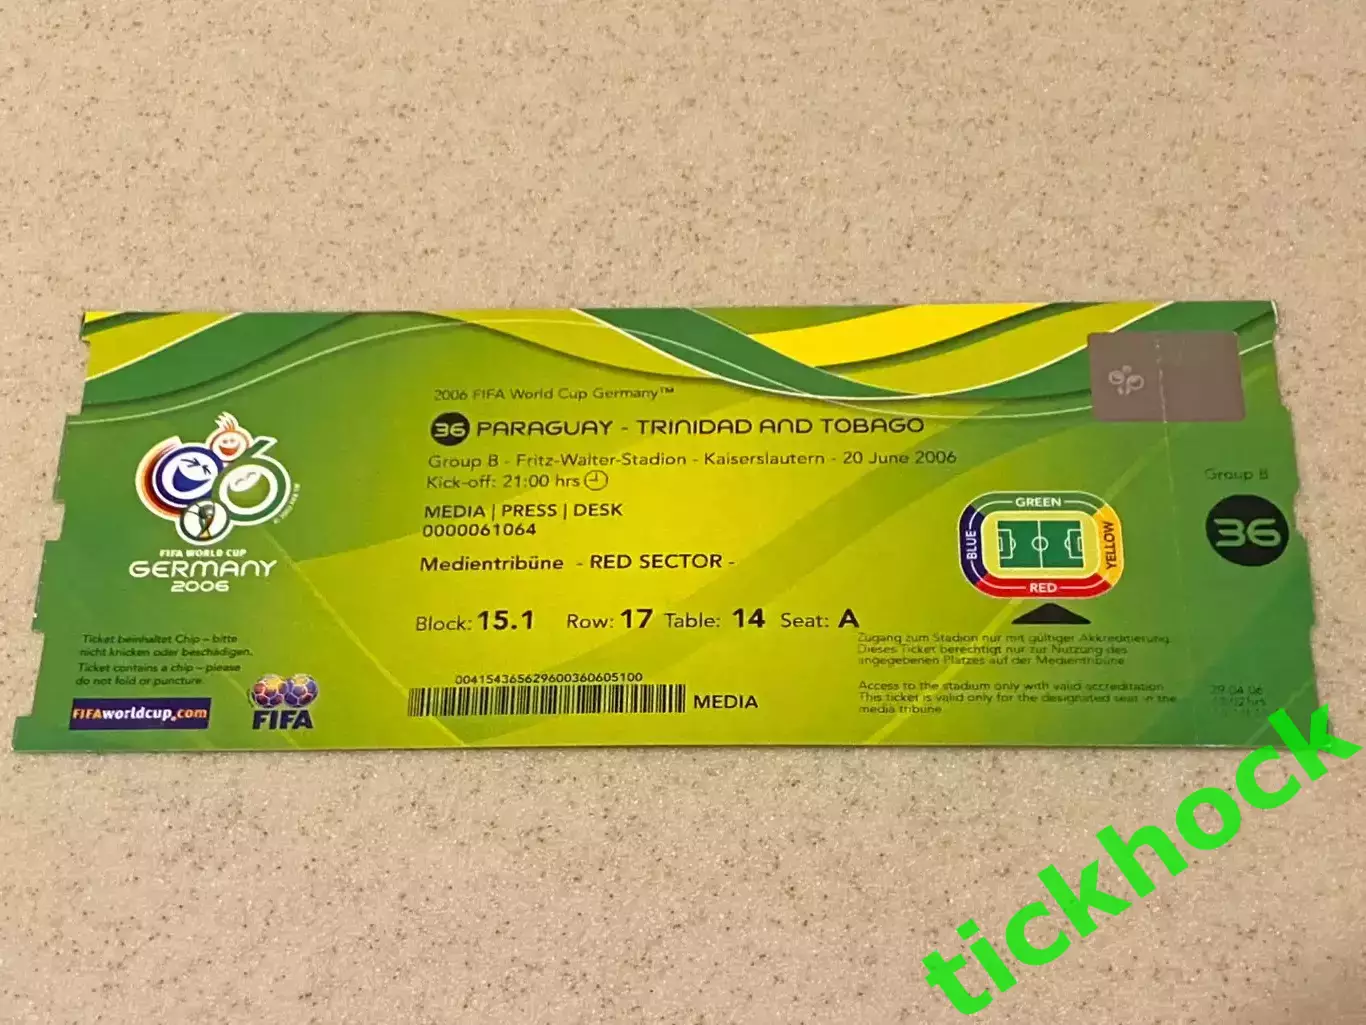 2006 FIFA World Cup Germany™
36 PARAGUAY - TRINIDAD AND TOBAGO
Group B - Fritz-Walter-Stadion - Kaiserslautern - 20 June 2006
Kick-off: 21:00 hrs
MEDIA | PRESS | DESK
0000061064
Medientribüne - RED SECTOR -
Block: 15.1 Row: 17 Table: 14 Seat: A
004154365629600360605100
MEDIA
FIFA WORLD CUP
GERMANY
2006
Ticket beinhaltet Chip – bitte
nicht knicken oder beschädigen.
Ticket contains a chip – please
do not fold or puncture.
FIFAworldcup.com
FIFA
GREEN
BLUE
YELLOW
RED
Zugang zum Stadion nur mit gültiger Akkreditierung.
Dieses Ticket berechtigt nur zur Nutzung des
angegebenen Platzes auf der Medientribüne
Access to the stadium only with valid accreditation
This ticket is valid only for the designated seat in the
media tribune
Group B
36
29.04.06
tickhock